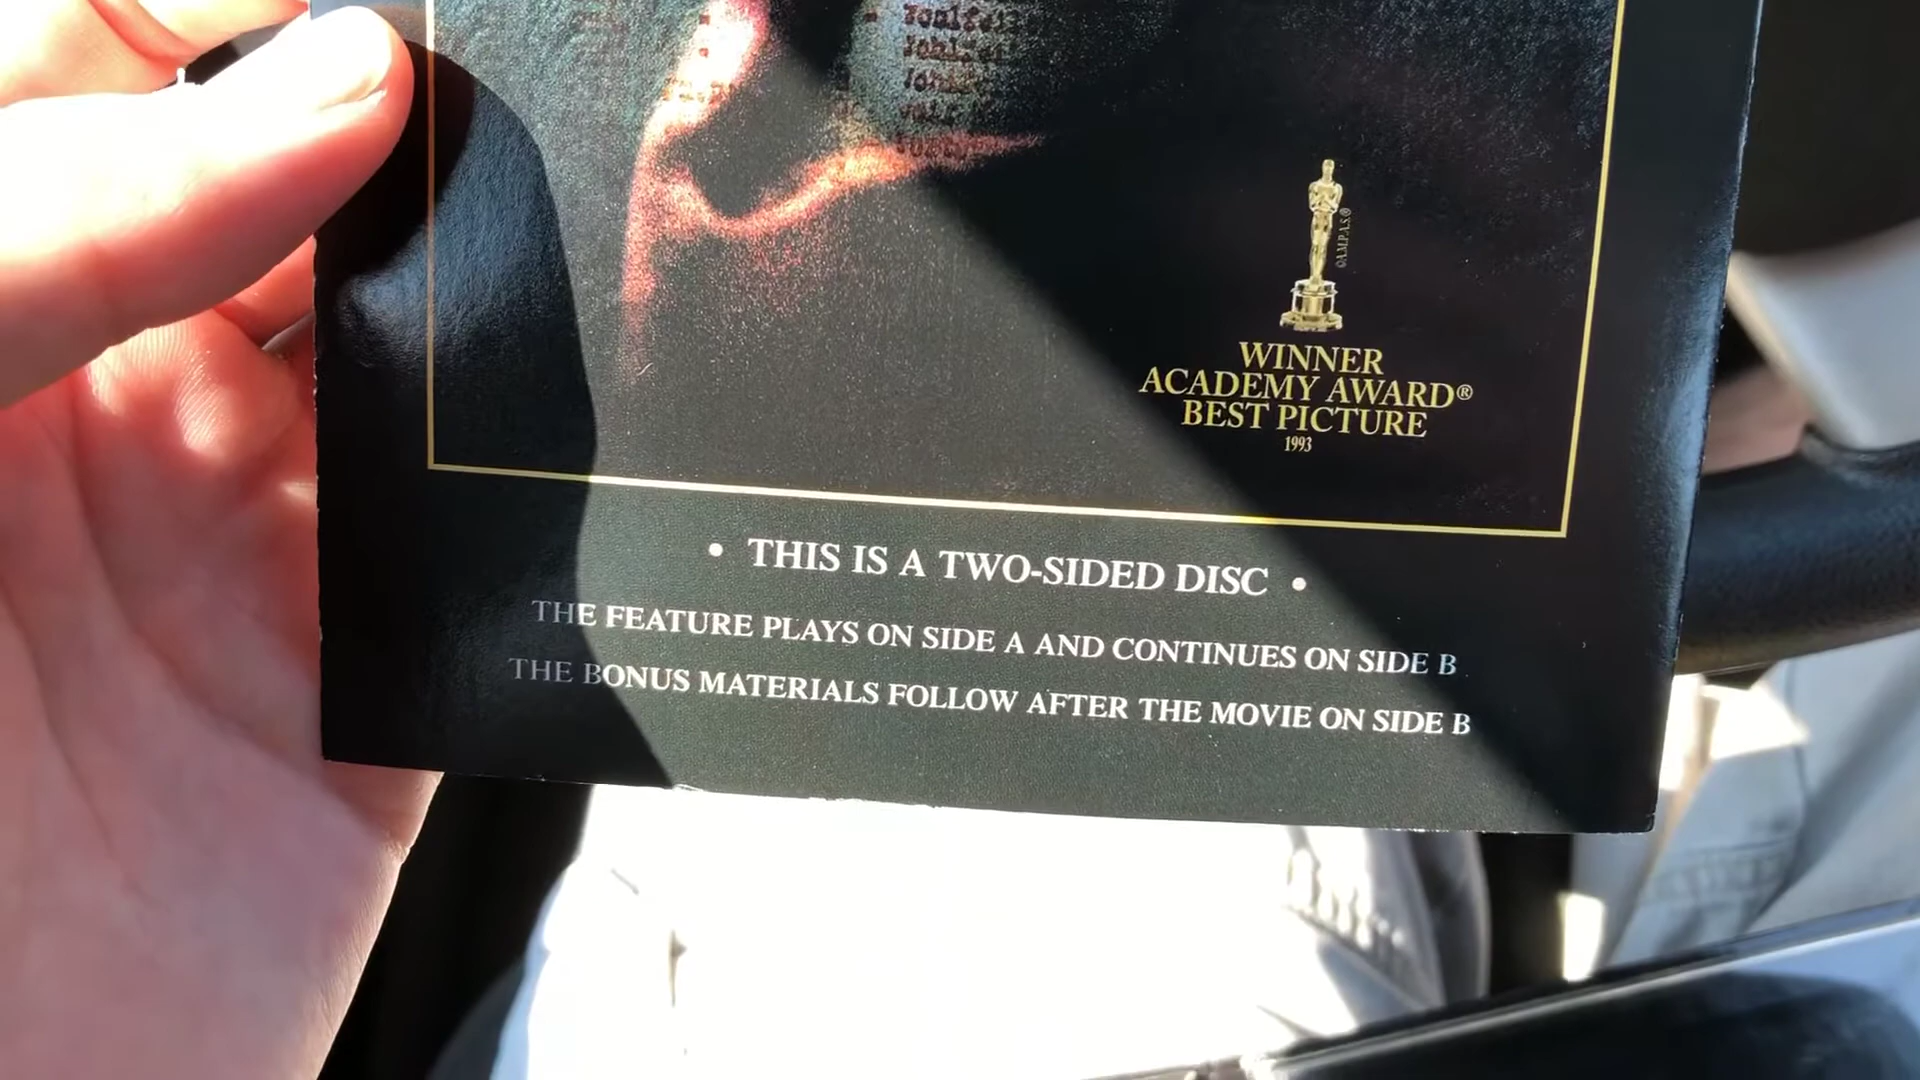 ©A.M.P.A.S.®
WINNER
ACADEMY AWARD®
BEST PICTURE
1993
• THIS IS A TWO-SIDED DISC •
THE FEATURE PLAYS ON SIDE A AND CONTINUES ON SIDE B
THE BONUS MATERIALS FOLLOW AFTER THE MOVIE ON SIDE B